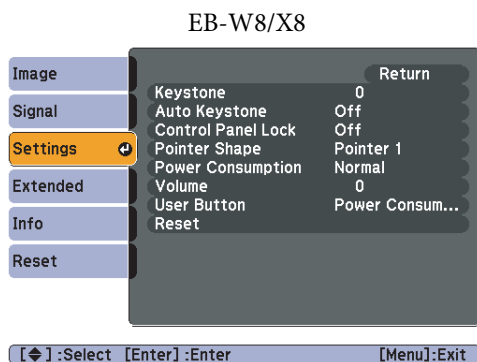 EB-W8/X8
Image
Signal
Settings
Extended
Info
Reset
Return
Keystone 0
Auto Keystone Off
Control Panel Lock Off
Pointer Shape Pointer 1
Power Consumption Normal
Volume 0
User Button Power Consum...
Reset
[◆] :Select [Enter] :Enter [Menu]:Exit